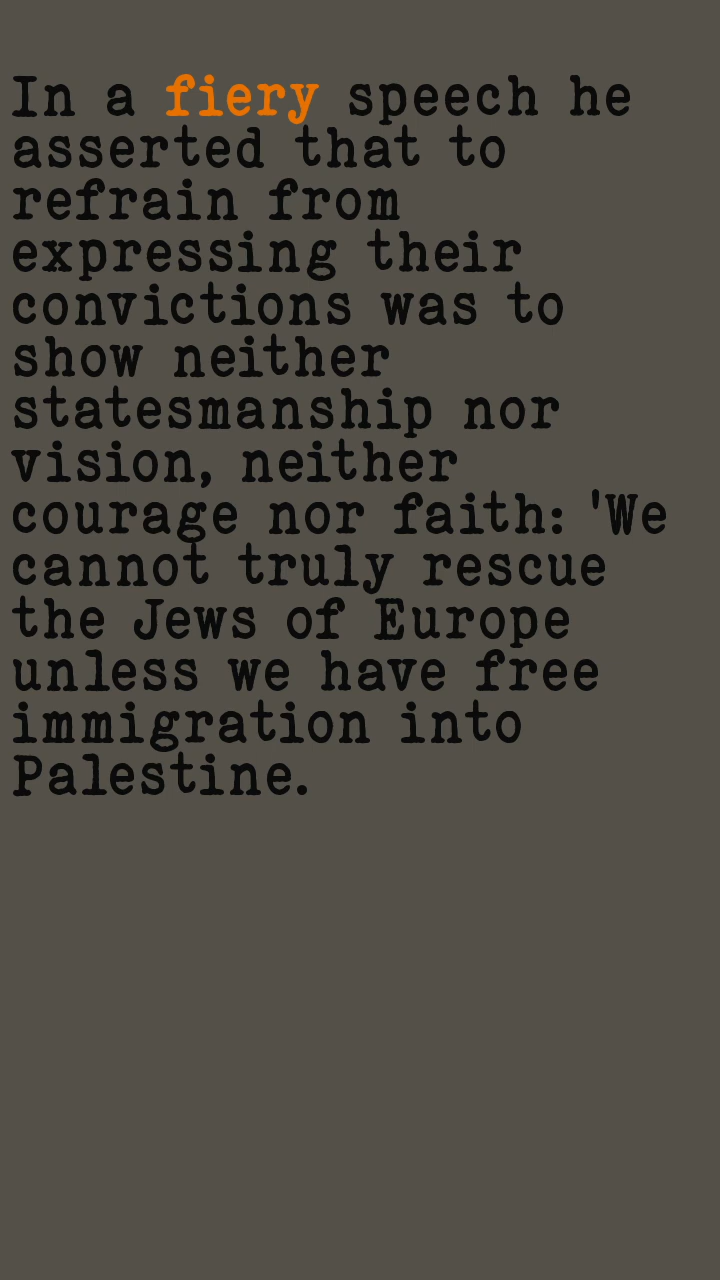 In a fiery speech he
asserted that to
refrain from
expressing their
convictions was to
show neither
statesmanship nor
vision, neither
courage nor faith: 'We
cannot truly rescue
the Jews of Europe
unless we have free
immigration into
Palestine.